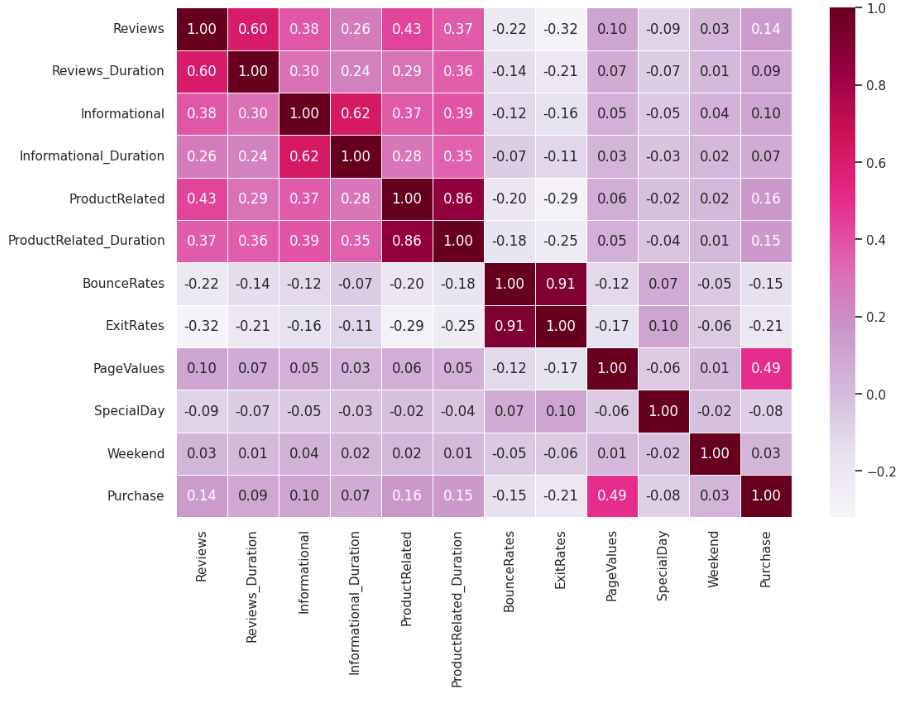 Reviews 1.00 0.60 0.38 0.26 0.43 0.37 -0.22 -0.32 0.10 -0.09 0.03 0.14
Reviews_Duration 0.60 1.00 0.30 0.24 0.29 0.36 -0.14 -0.21 0.07 -0.07 0.01 0.09
Informational 0.38 0.30 1.00 0.62 0.37 0.39 -0.12 -0.16 0.05 -0.05 0.04 0.10
Informational_Duration 0.26 0.24 0.62 1.00 0.28 0.35 -0.07 -0.11 0.03 -0.03 0.02 0.07
ProductRelated 0.43 0.29 0.37 0.28 1.00 0.86 -0.20 -0.29 0.06 -0.02 0.02 0.16
ProductRelated_Duration 0.37 0.36 0.39 0.35 0.86 1.00 -0.18 -0.25 0.05 -0.04 0.01 0.15
BounceRates -0.22 -0.14 -0.12 -0.07 -0.20 -0.18 1.00 0.91 -0.12 0.07 -0.05 -0.15
ExitRates -0.32 -0.21 -0.16 -0.11 -0.29 -0.25 0.91 1.00 -0.17 0.10 -0.06 -0.21
PageValues 0.10 0.07 0.05 0.03 0.06 0.05 -0.12 -0.17 1.00 -0.06 0.01 0.49
SpecialDay -0.09 -0.07 -0.05 -0.03 -0.02 -0.04 0.07 0.10 -0.06 1.00 -0.02 -0.08
Weekend 0.03 0.01 0.04 0.02 0.02 0.01 -0.05 -0.06 0.01 -0.02 1.00 0.03
Purchase 0.14 0.09 0.10 0.07 0.16 0.15 -0.15 -0.21 0.49 -0.08 0.03 1.00
Reviews
Reviews_Duration
Informational
Informational_Duration
ProductRelated
ProductRelated_Duration
BounceRates
ExitRates
PageValues
SpecialDay
Weekend
Purchase
1.0
0.8
0.6
0.4
0.2
0.0
−0.2